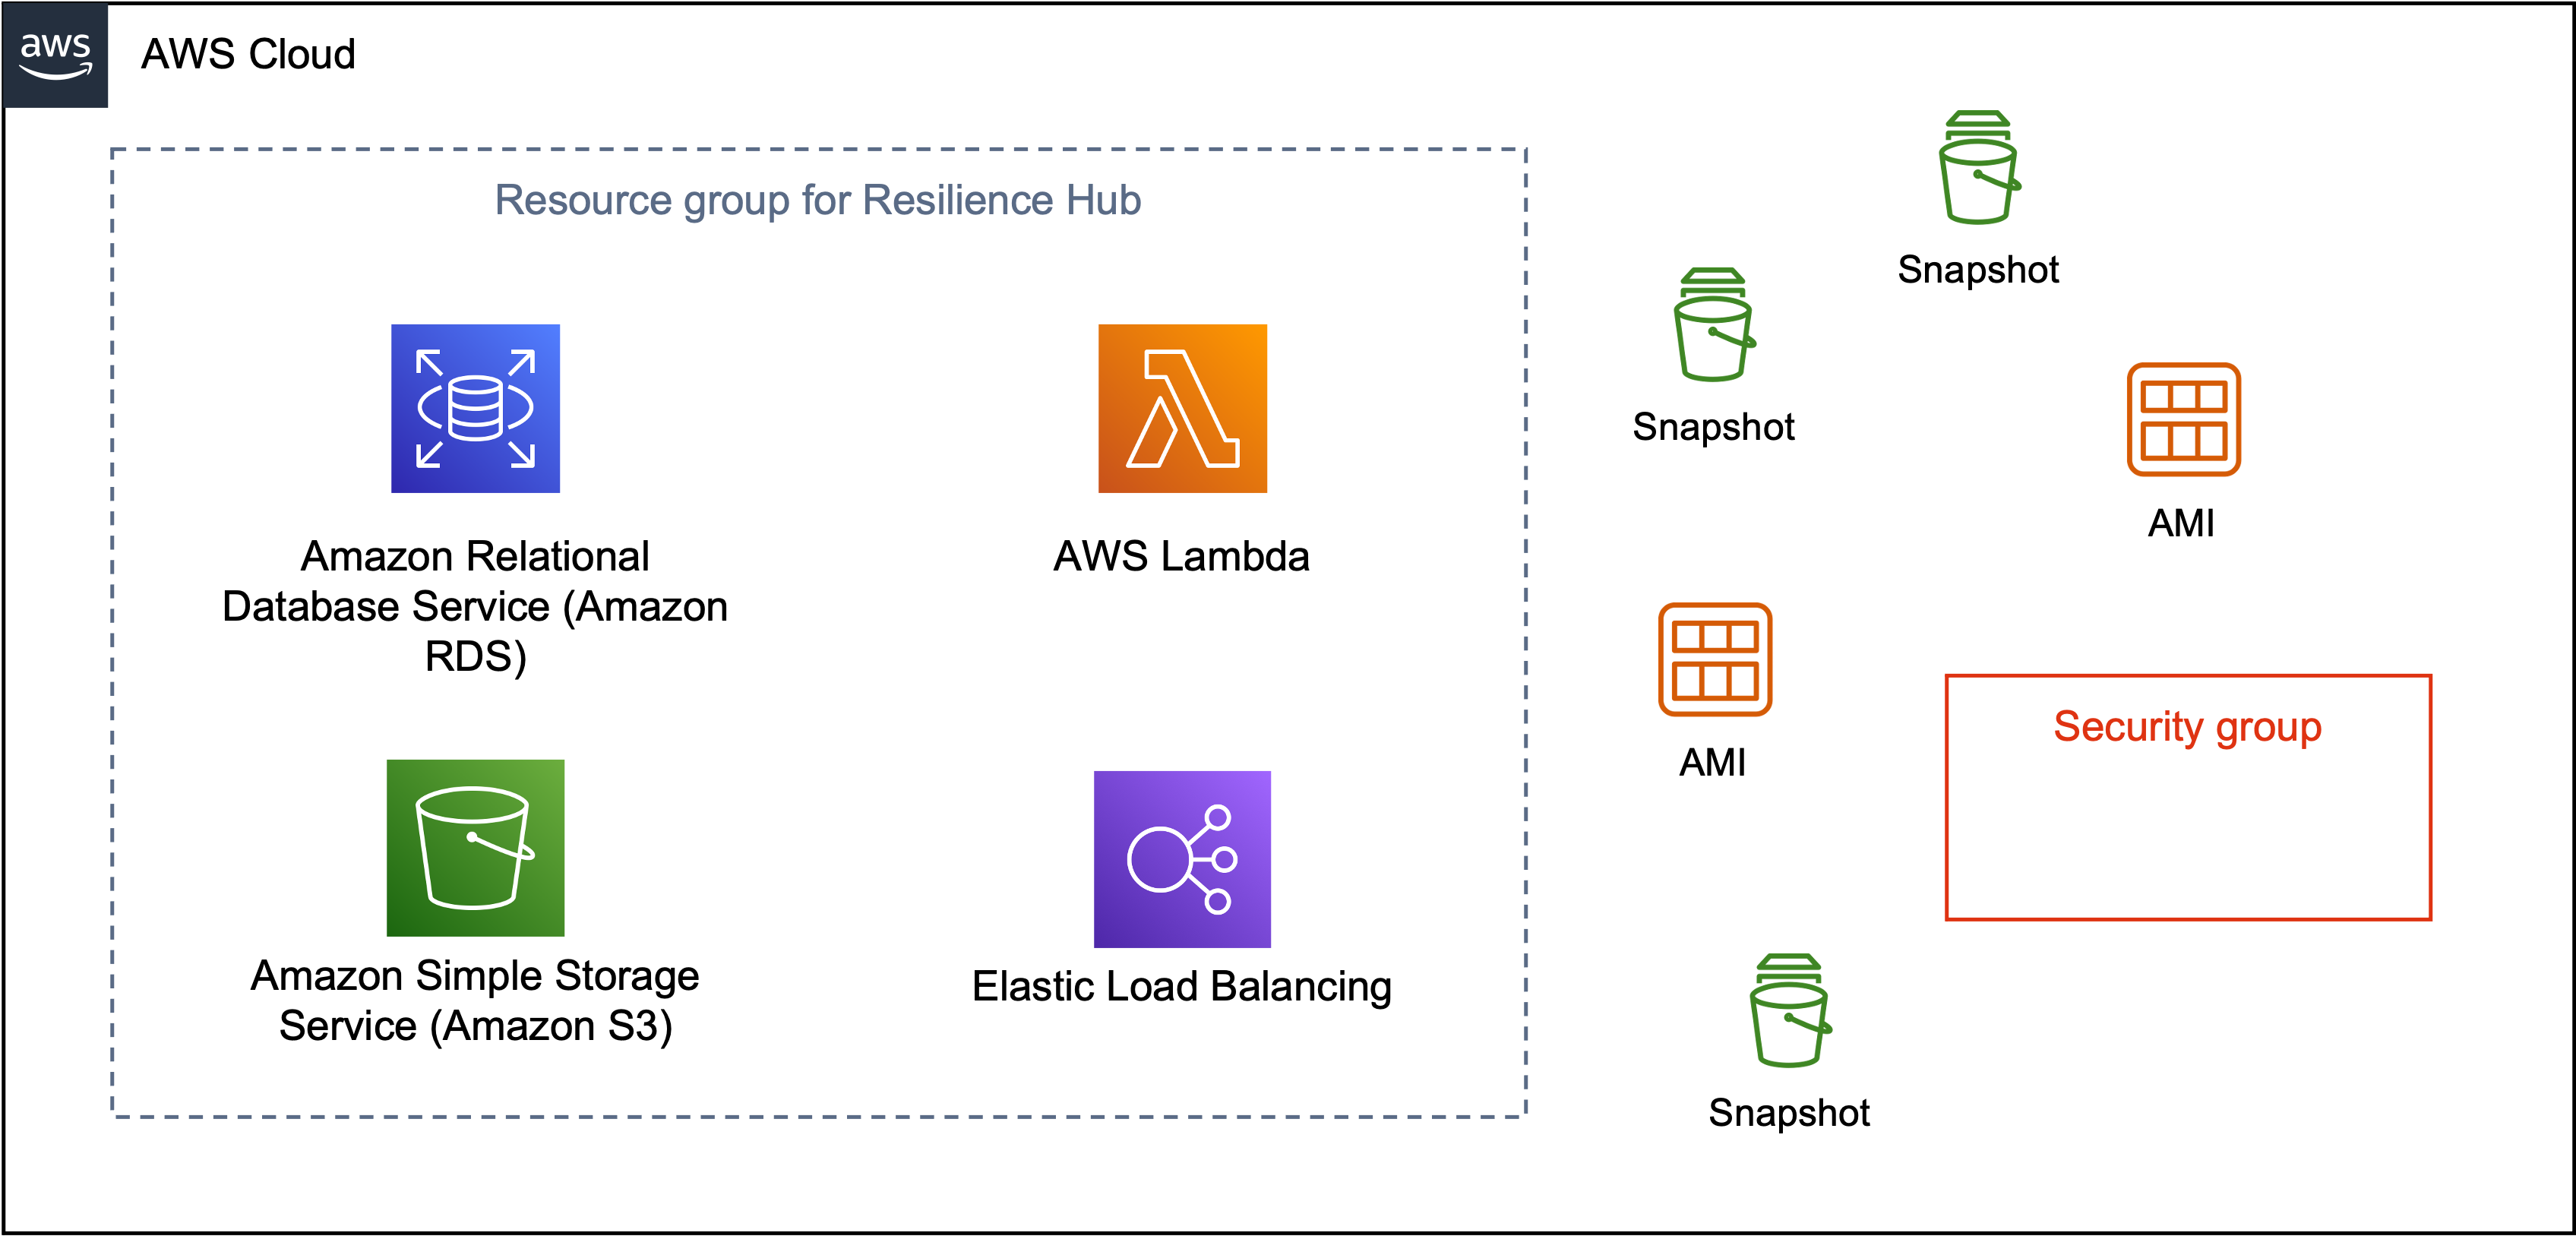 aws
AWS Cloud
Resource group for Resilience Hub
Amazon Relational
Database Service (Amazon
RDS)
AWS Lambda
Amazon Simple Storage
Service (Amazon S3)
Elastic Load Balancing
Snapshot
Snapshot
AMI
AMI
Security group
Snapshot